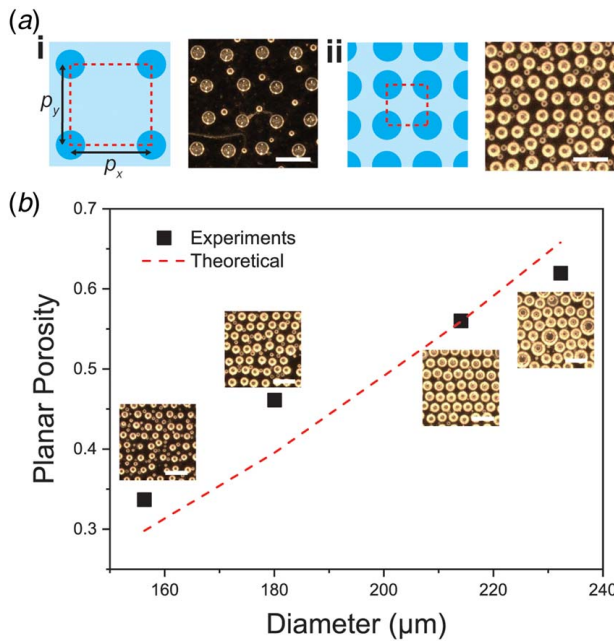 (a)
i
ii
p_y
p_x
(b)
0.7
Experiments
Theoretical
0.6
0.5
0.4
0.3
Planar Porosity
160
180
200
220
240
Diameter (µm)